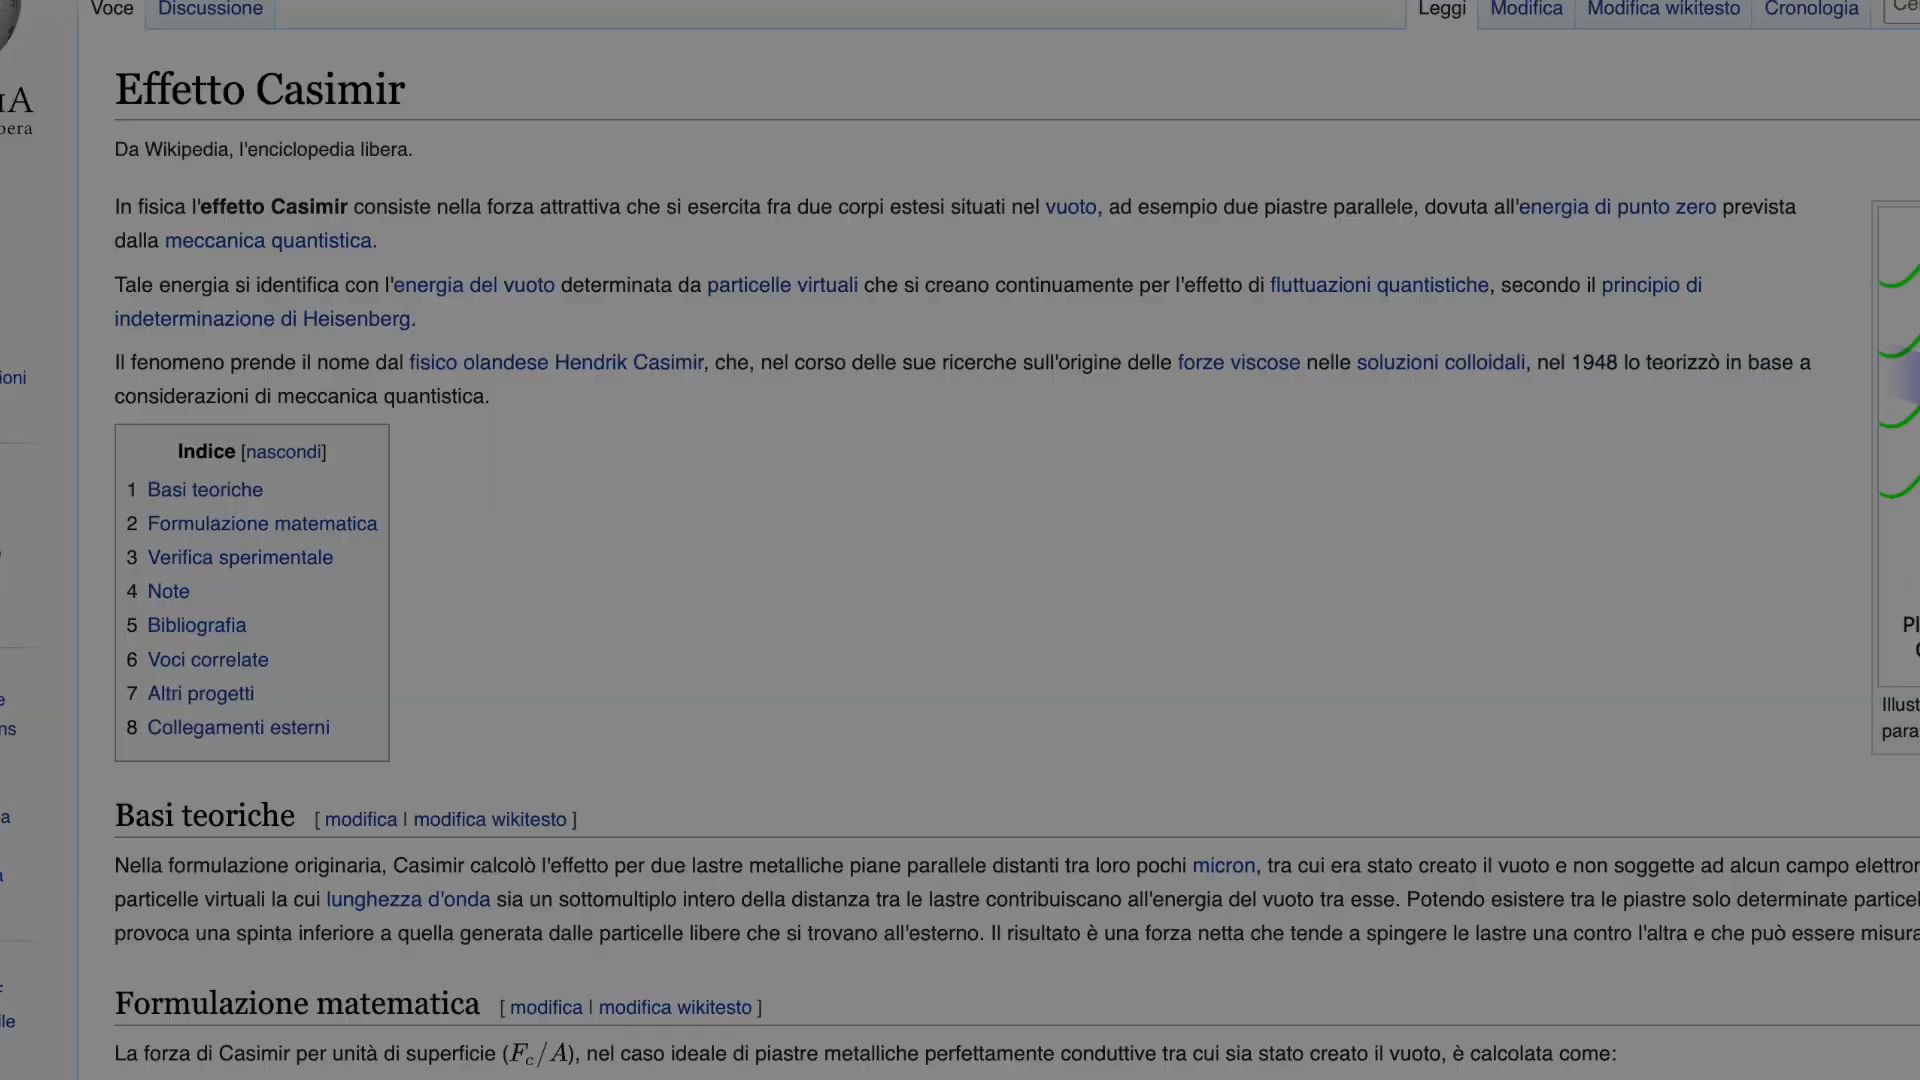 Voce Discussione Leggi Modifica Modifica wikitesto Cronologia
Effetto Casimir
Da Wikipedia, l'enciclopedia libera.
In fisica l'effetto Casimir consiste nella forza attrattiva che si esercita fra due corpi estesi situati nel vuoto, ad esempio due piastre parallele, dovuta all'energia di punto zero prevista
dalla meccanica quantistica.
Tale energia si identifica con l'energia del vuoto determinata da particelle virtuali che si creano continuamente per l'effetto di fluttuazioni quantistiche, secondo il principio di
indeterminazione di Heisenberg.
Il fenomeno prende il nome dal fisico olandese Hendrik Casimir, che, nel corso delle sue ricerche sull'origine delle forze viscose nelle soluzioni colloidali, nel 1948 lo teorizzò in base a
considerazioni di meccanica quantistica.
Indice [nascondi]
1 Basi teoriche
2 Formulazione matematica
3 Verifica sperimentale
4 Note
5 Bibliografia
6 Voci correlate
7 Altri progetti
8 Collegamenti esterni
Basi teoriche [ modifica | modifica wikitesto ]
Nella formulazione originaria, Casimir calcolò l'effetto per due lastre metalliche piane parallele distanti tra loro pochi micron, tra cui era stato creato il vuoto e non soggette ad alcun campo
particelle virtuali la cui lunghezza d'onda sia un sottomultiplo intero della distanza tra le lastre contribuiscano all'energia del vuoto tra esse. Potendo esistere tra le piastre solo determinate
provoca una spinta inferiore a quella generata dalle particelle libere che si trovano all'esterno. Il risultato è una forza netta che tende a spingere le lastre una contro l'altra e che può essere
Formulazione matematica [ modifica | modifica wikitesto ]
La forza di Casimir per unità di superficie (Fc/A), nel caso ideale di piastre metalliche perfettamente conduttive tra cui sia stato creato il vuoto, è calcolata come: